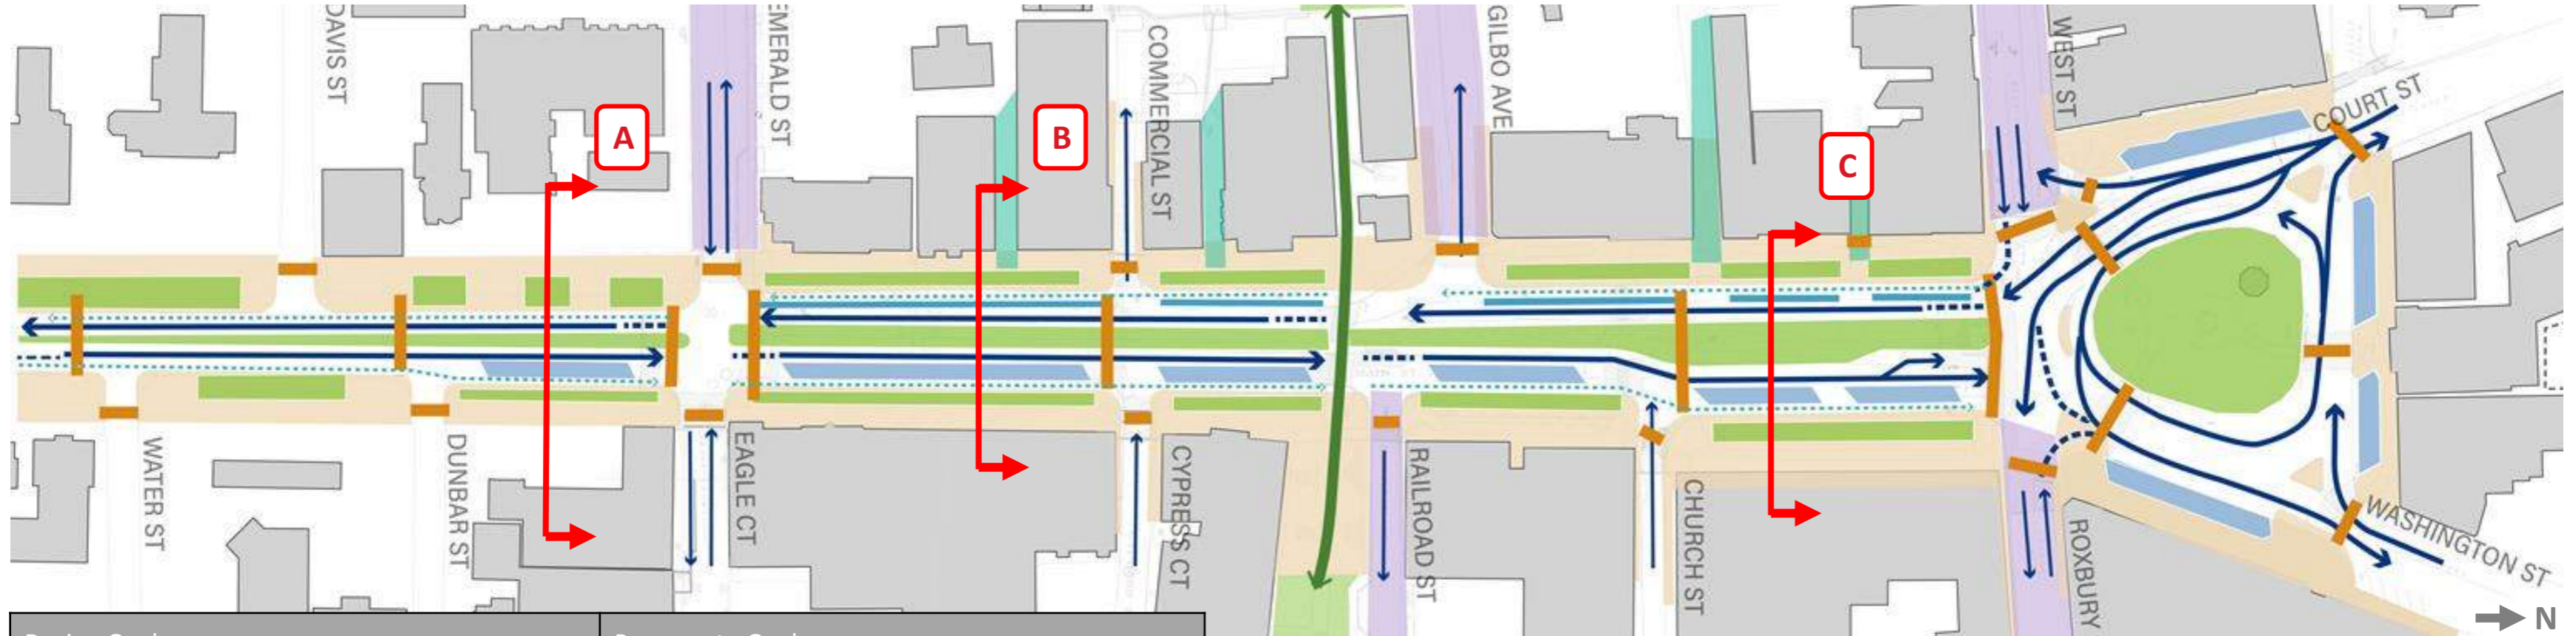 DAVIS ST
EMERALD ST
COMMERCIAL ST
GILBO AVE
WEST ST
COURT ST
A
B
C
WATER ST
DUNBAR ST
EAGLE CT
CYPRESS CT
RAILROAD ST
CHURCH ST
ROXBURY
WASHINGTON ST
N